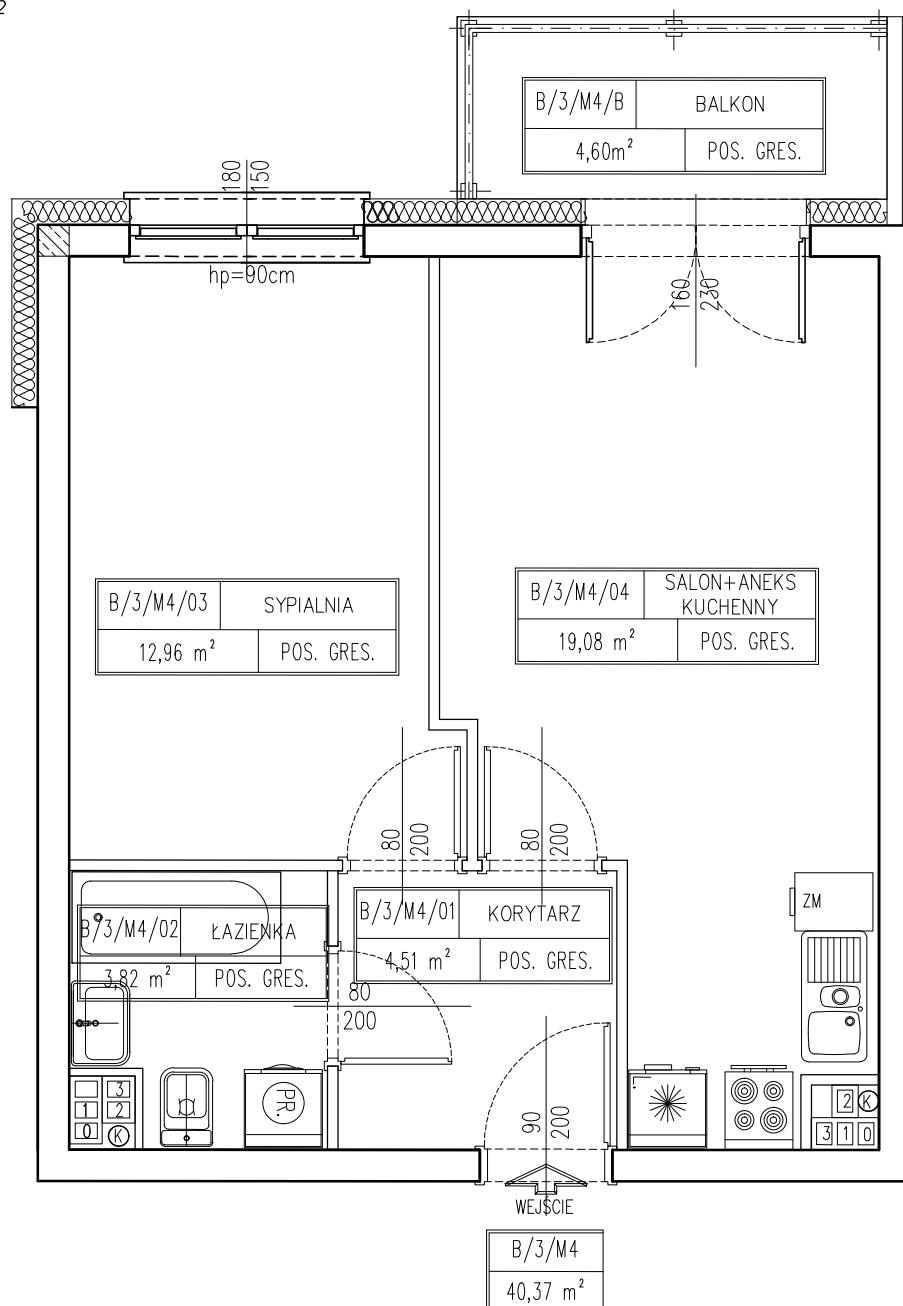 2
B/3/M4/B BALKON
4,60m² POS. GRES.
180
150
hp=90cm
160
230
B/3/M4/03 SYPIALNIA
12,96 m² POS. GRES.
B/3/M4/04 SALON+ANEKS KUCHENNY
19,08 m² POS. GRES.
80
200
80
200
ZM
B/3/M4/02 ŁAZIENKA
3,82 m² POS. GRES.
B/3/M4/01 KORYTARZ
4,51 m² POS. GRES.
80
200
90
200
PR.
3
1 2
0 K
2 K
3 1 0
WEJŚCIE
B/3/M4
40,37 m²